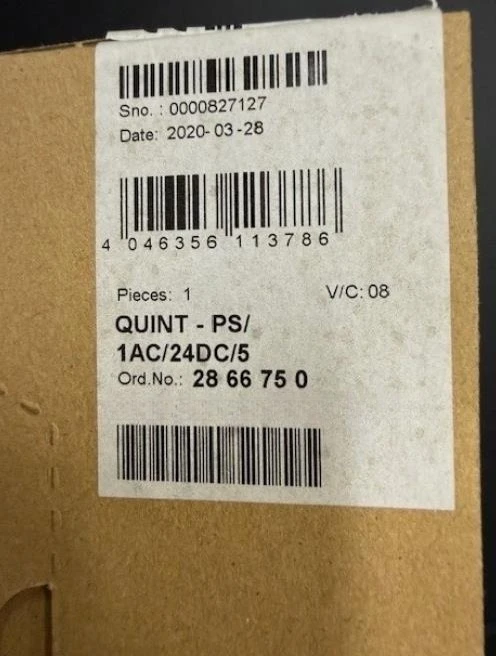 Sno. : 0000827127
Date: 2020-03-28
4 046356 113786
Pieces: 1 V/C: 08
QUINT - PS/
1AC/24DC/5
Ord.No.: 28 66 75 0